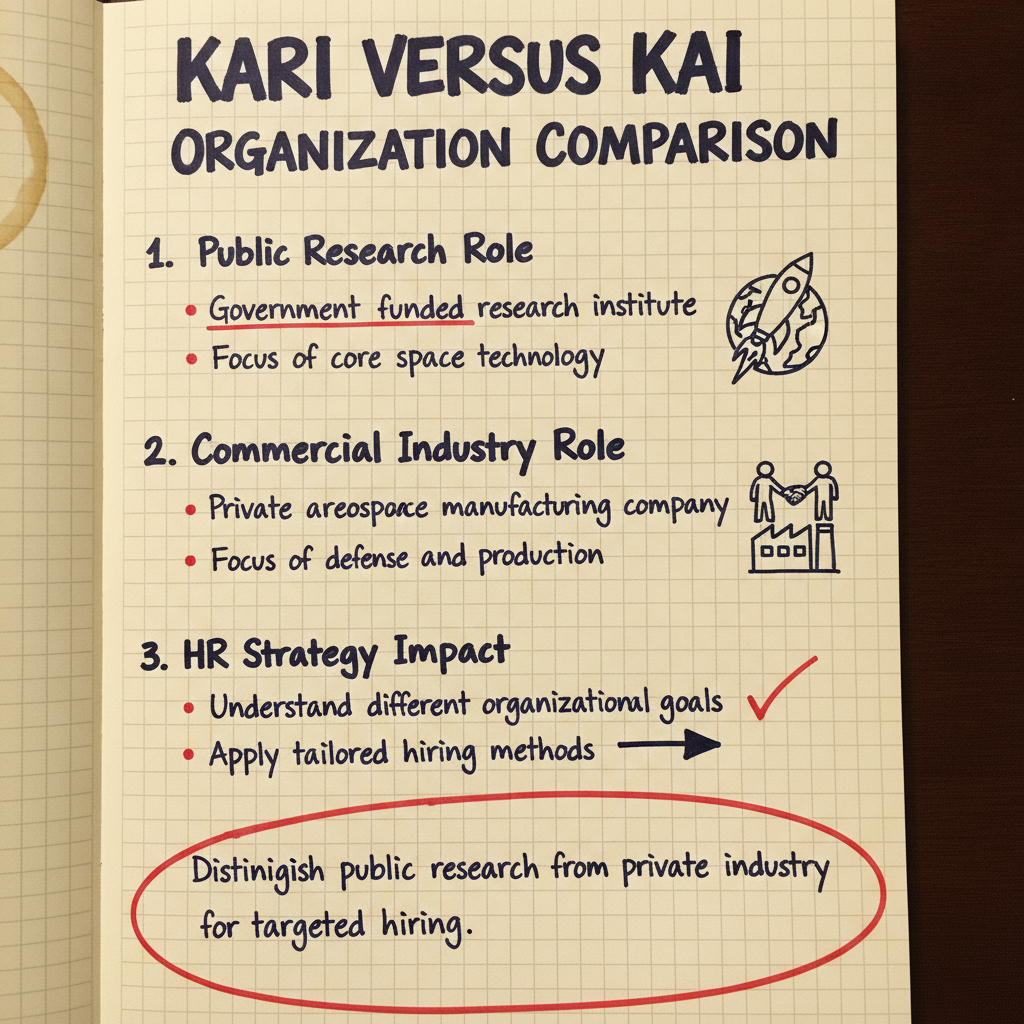 KARI VERSUS KAI
ORGANIZATION COMPARISON
1. Public Research Role
• Government funded research institute
• Focus of core space technology
2. Commercial Industry Role
• Private areospace manufacturing company
• Focus of defense and production
3. HR Strategy Impact
• Understand different organizational goals
• Apply tailored hiring methods
Distinigish public research from private industry
for targeted hiring.